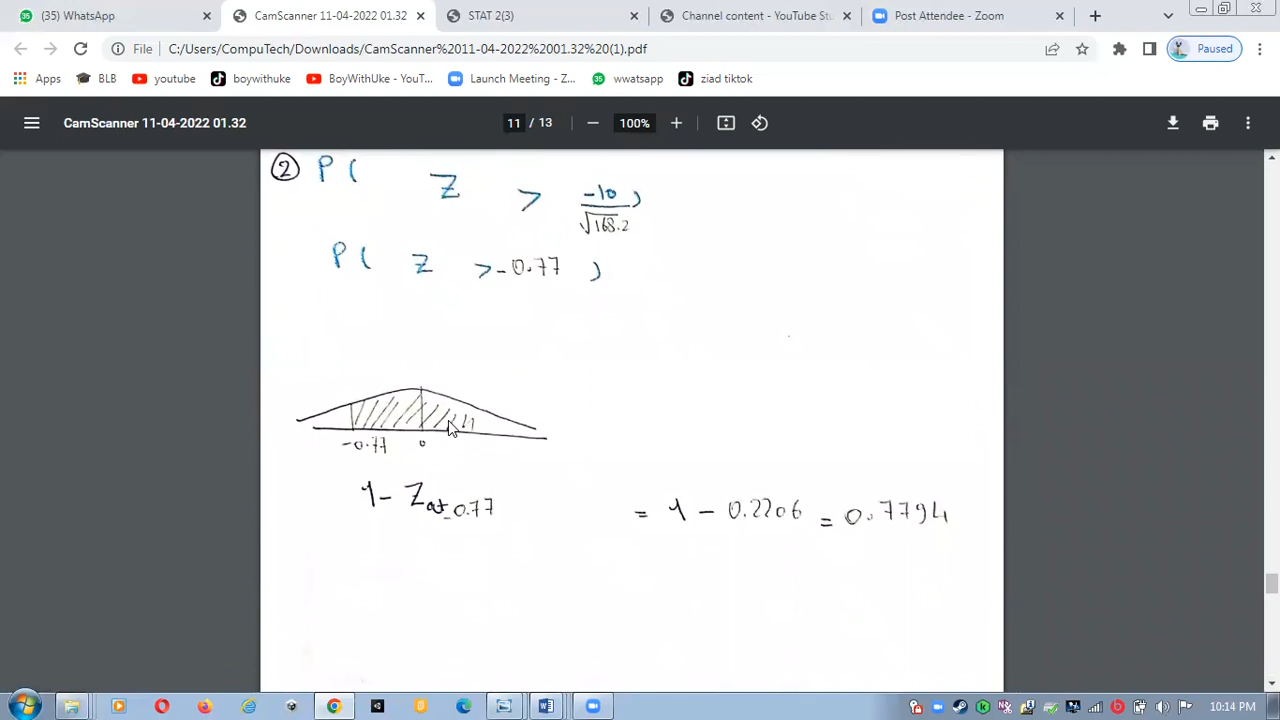 (35) WhatsApp
CamScanner 11-04-2022 01.32
STAT 2(3)
Channel content - YouTube Stu
Post Attendee - Zoom
File
C:/Users/CompuTech/Downloads/CamScanner%2011-04-2022%2001.32%20(1).pdf
Paused
Apps
BLB
youtube
boywithuke
BoyWithUke - YouT...
Launch Meeting - Z...
35
wwatsapp
ziad tiktok
CamScanner 11-04-2022 01.32
11 / 13
100%
② P( Z > -10/√168.2 )
P( Z > -0.77 )
-0.77 0
1 - Z at -0.77 = 1 - 0.2206 = 0.7794
10:14 PM